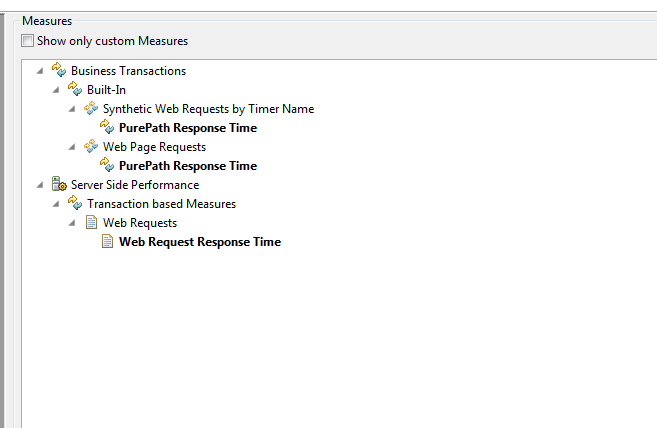 Measures
Show only custom Measures
Business Transactions
Built-In
Synthetic Web Requests by Timer Name
PurePath Response Time
Web Page Requests
PurePath Response Time
Server Side Performance
Transaction based Measures
Web Requests
Web Request Response Time